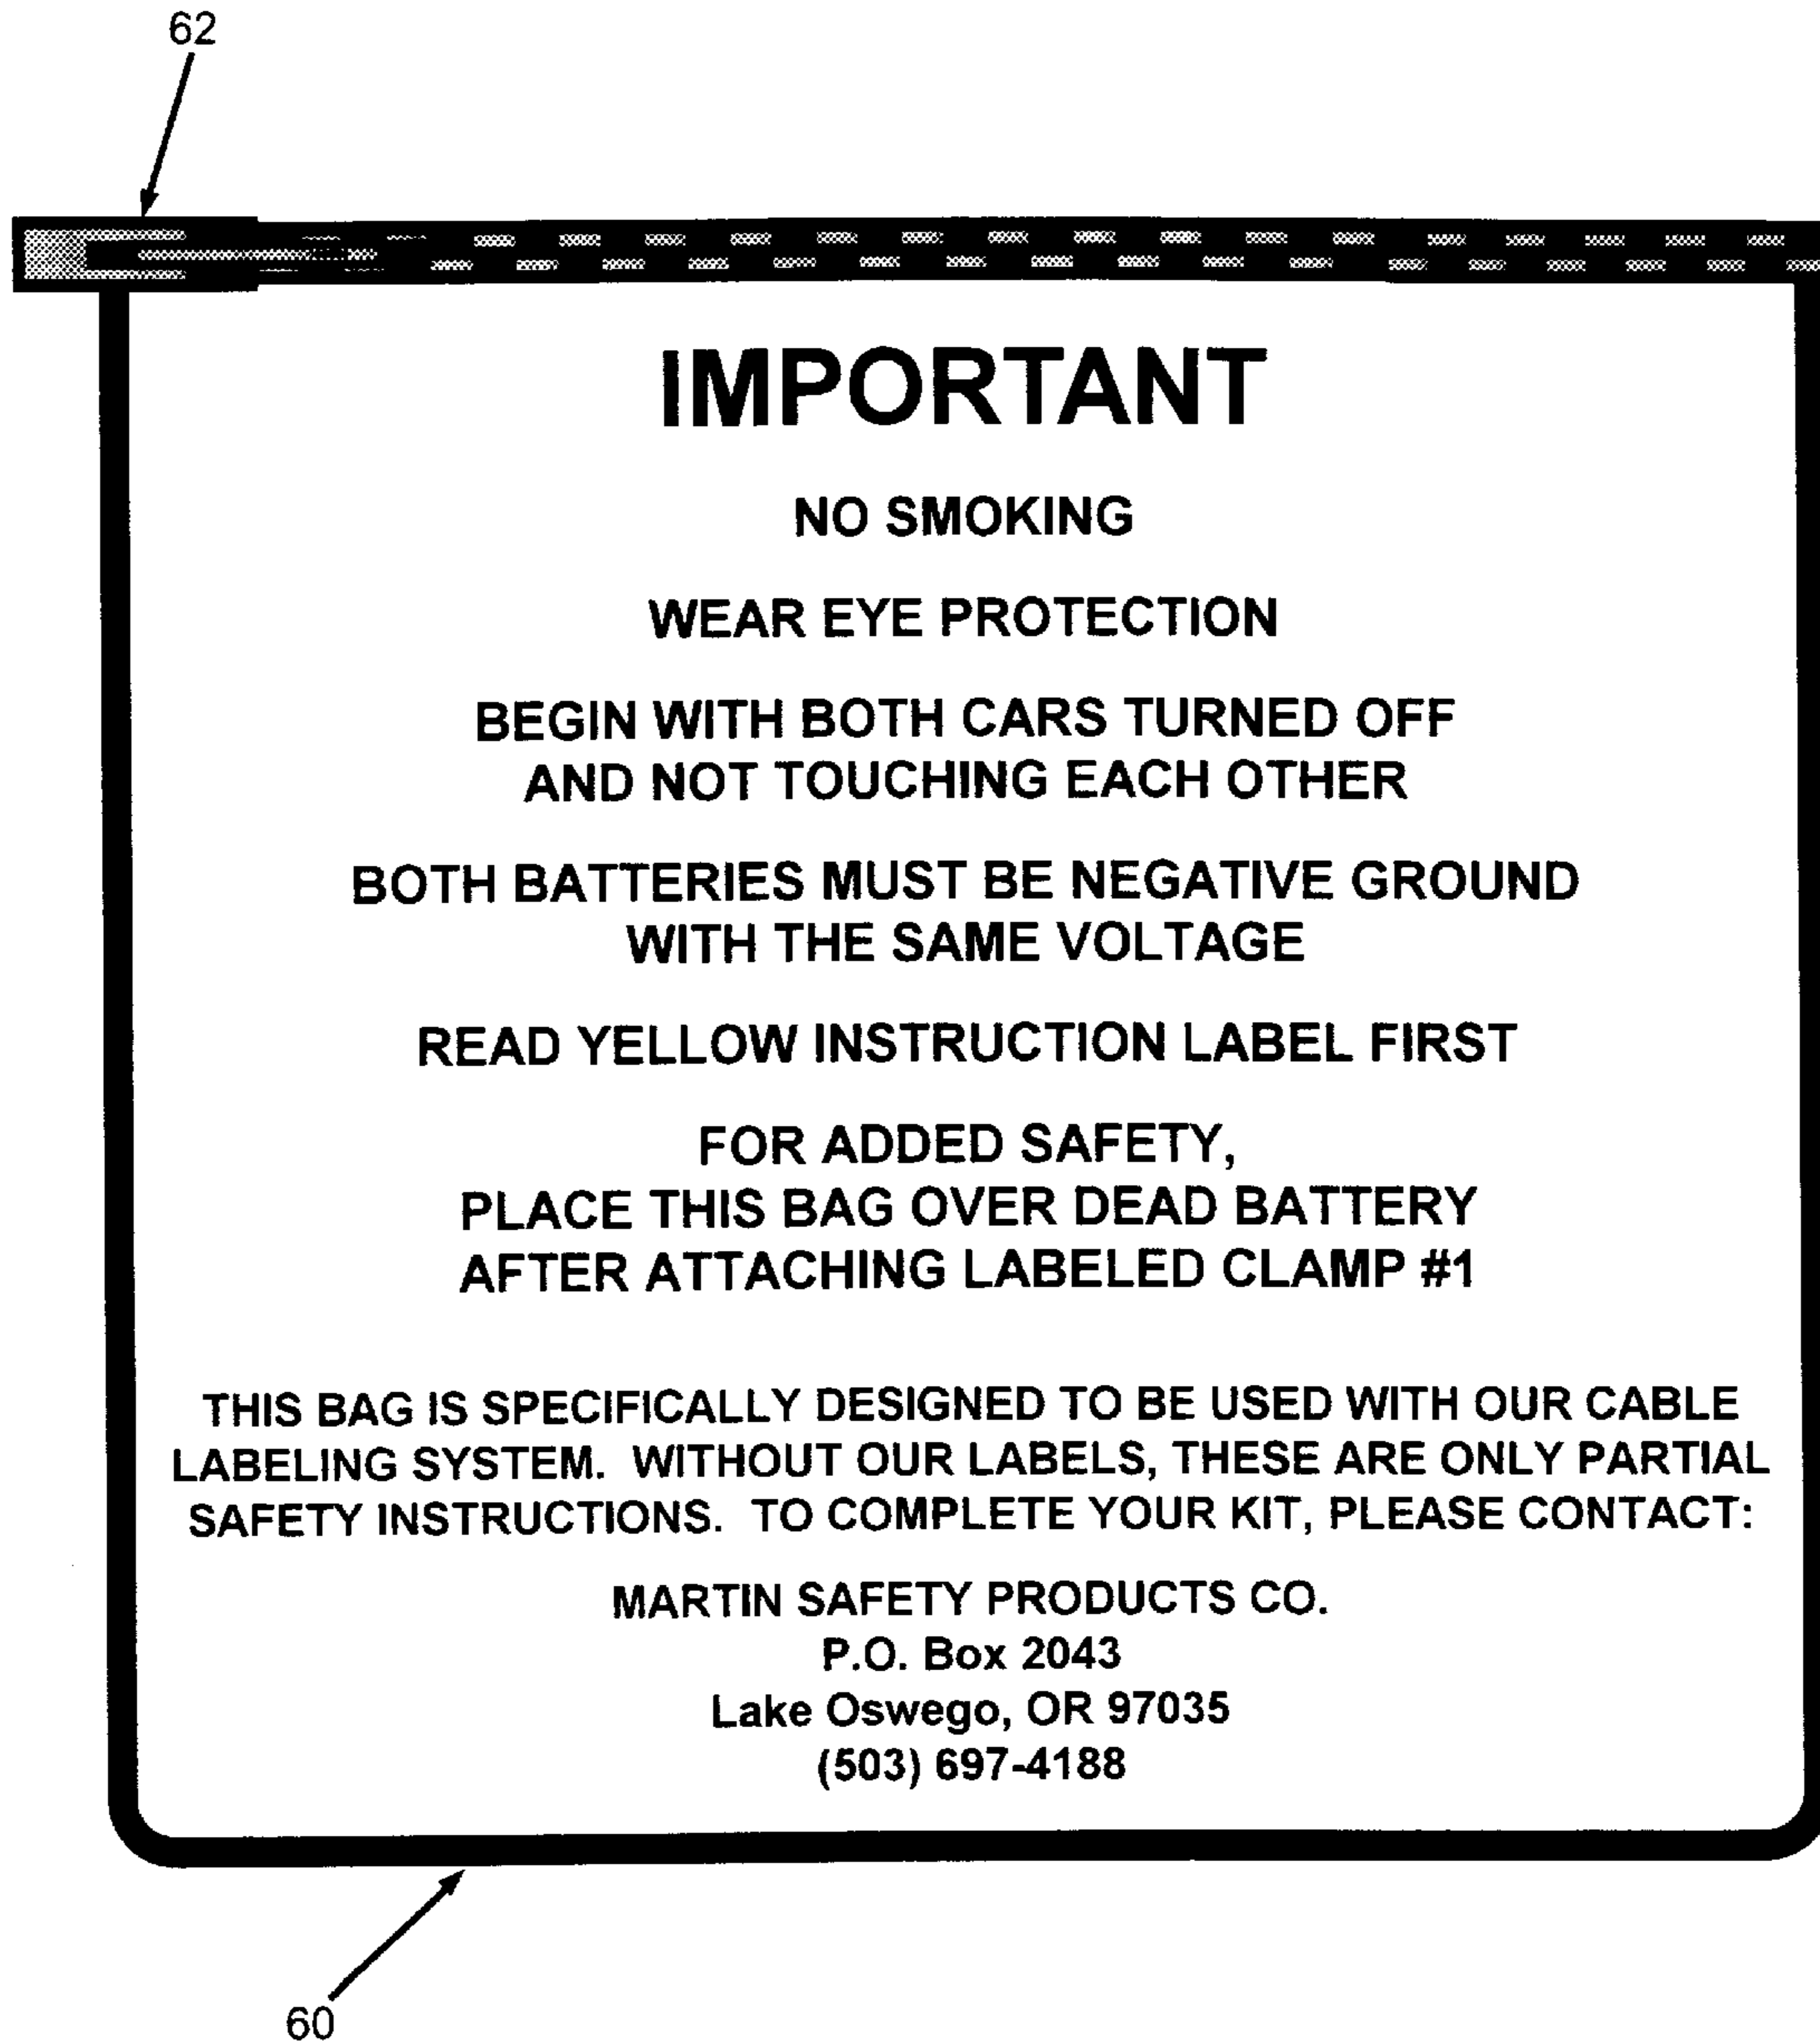 62
IMPORTANT
NO SMOKING
WEAR EYE PROTECTION
BEGIN WITH BOTH CARS TURNED OFF
AND NOT TOUCHING EACH OTHER
BOTH BATTERIES MUST BE NEGATIVE GROUND
WITH THE SAME VOLTAGE
READ YELLOW INSTRUCTION LABEL FIRST
FOR ADDED SAFETY,
PLACE THIS BAG OVER DEAD BATTERY
AFTER ATTACHING LABELED CLAMP #1
THIS BAG IS SPECIFICALLY DESIGNED TO BE USED WITH OUR CABLE
LABELING SYSTEM. WITHOUT OUR LABELS, THESE ARE ONLY PARTIAL
SAFETY INSTRUCTIONS. TO COMPLETE YOUR KIT, PLEASE CONTACT:
MARTIN SAFETY PRODUCTS CO.
P.O. Box 2043
Lake Oswego, OR 97035
(503) 697-4188
60